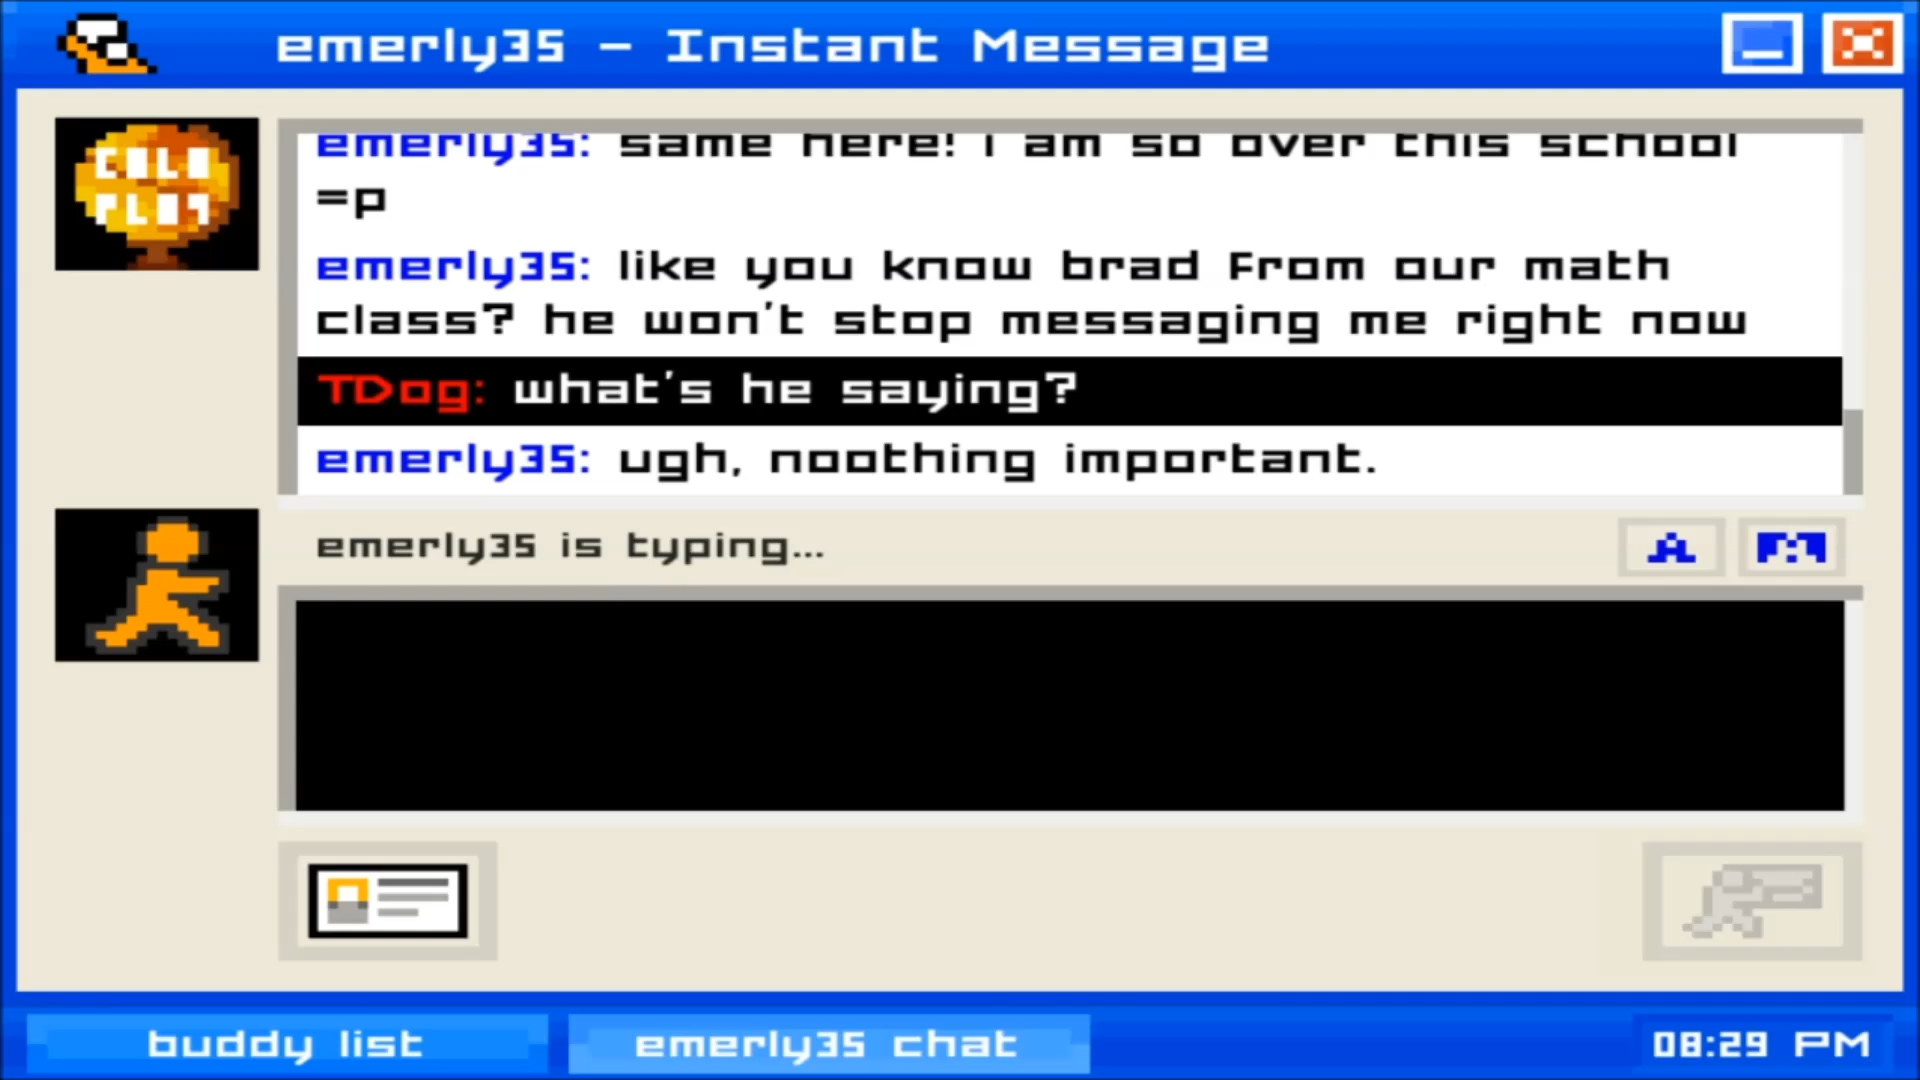 emerly35 - Instant Message
COLD
PLAY
emerly35: same here! i am so over this school
=p
emerly35: like you know brad From our math
class? he won't stop messaging me right now
TDog: what's he saying?
emerly35: ugh, noothing important.
emerly35 is typing...
A
A
buddy list
emerly35 chat
08:29 PM